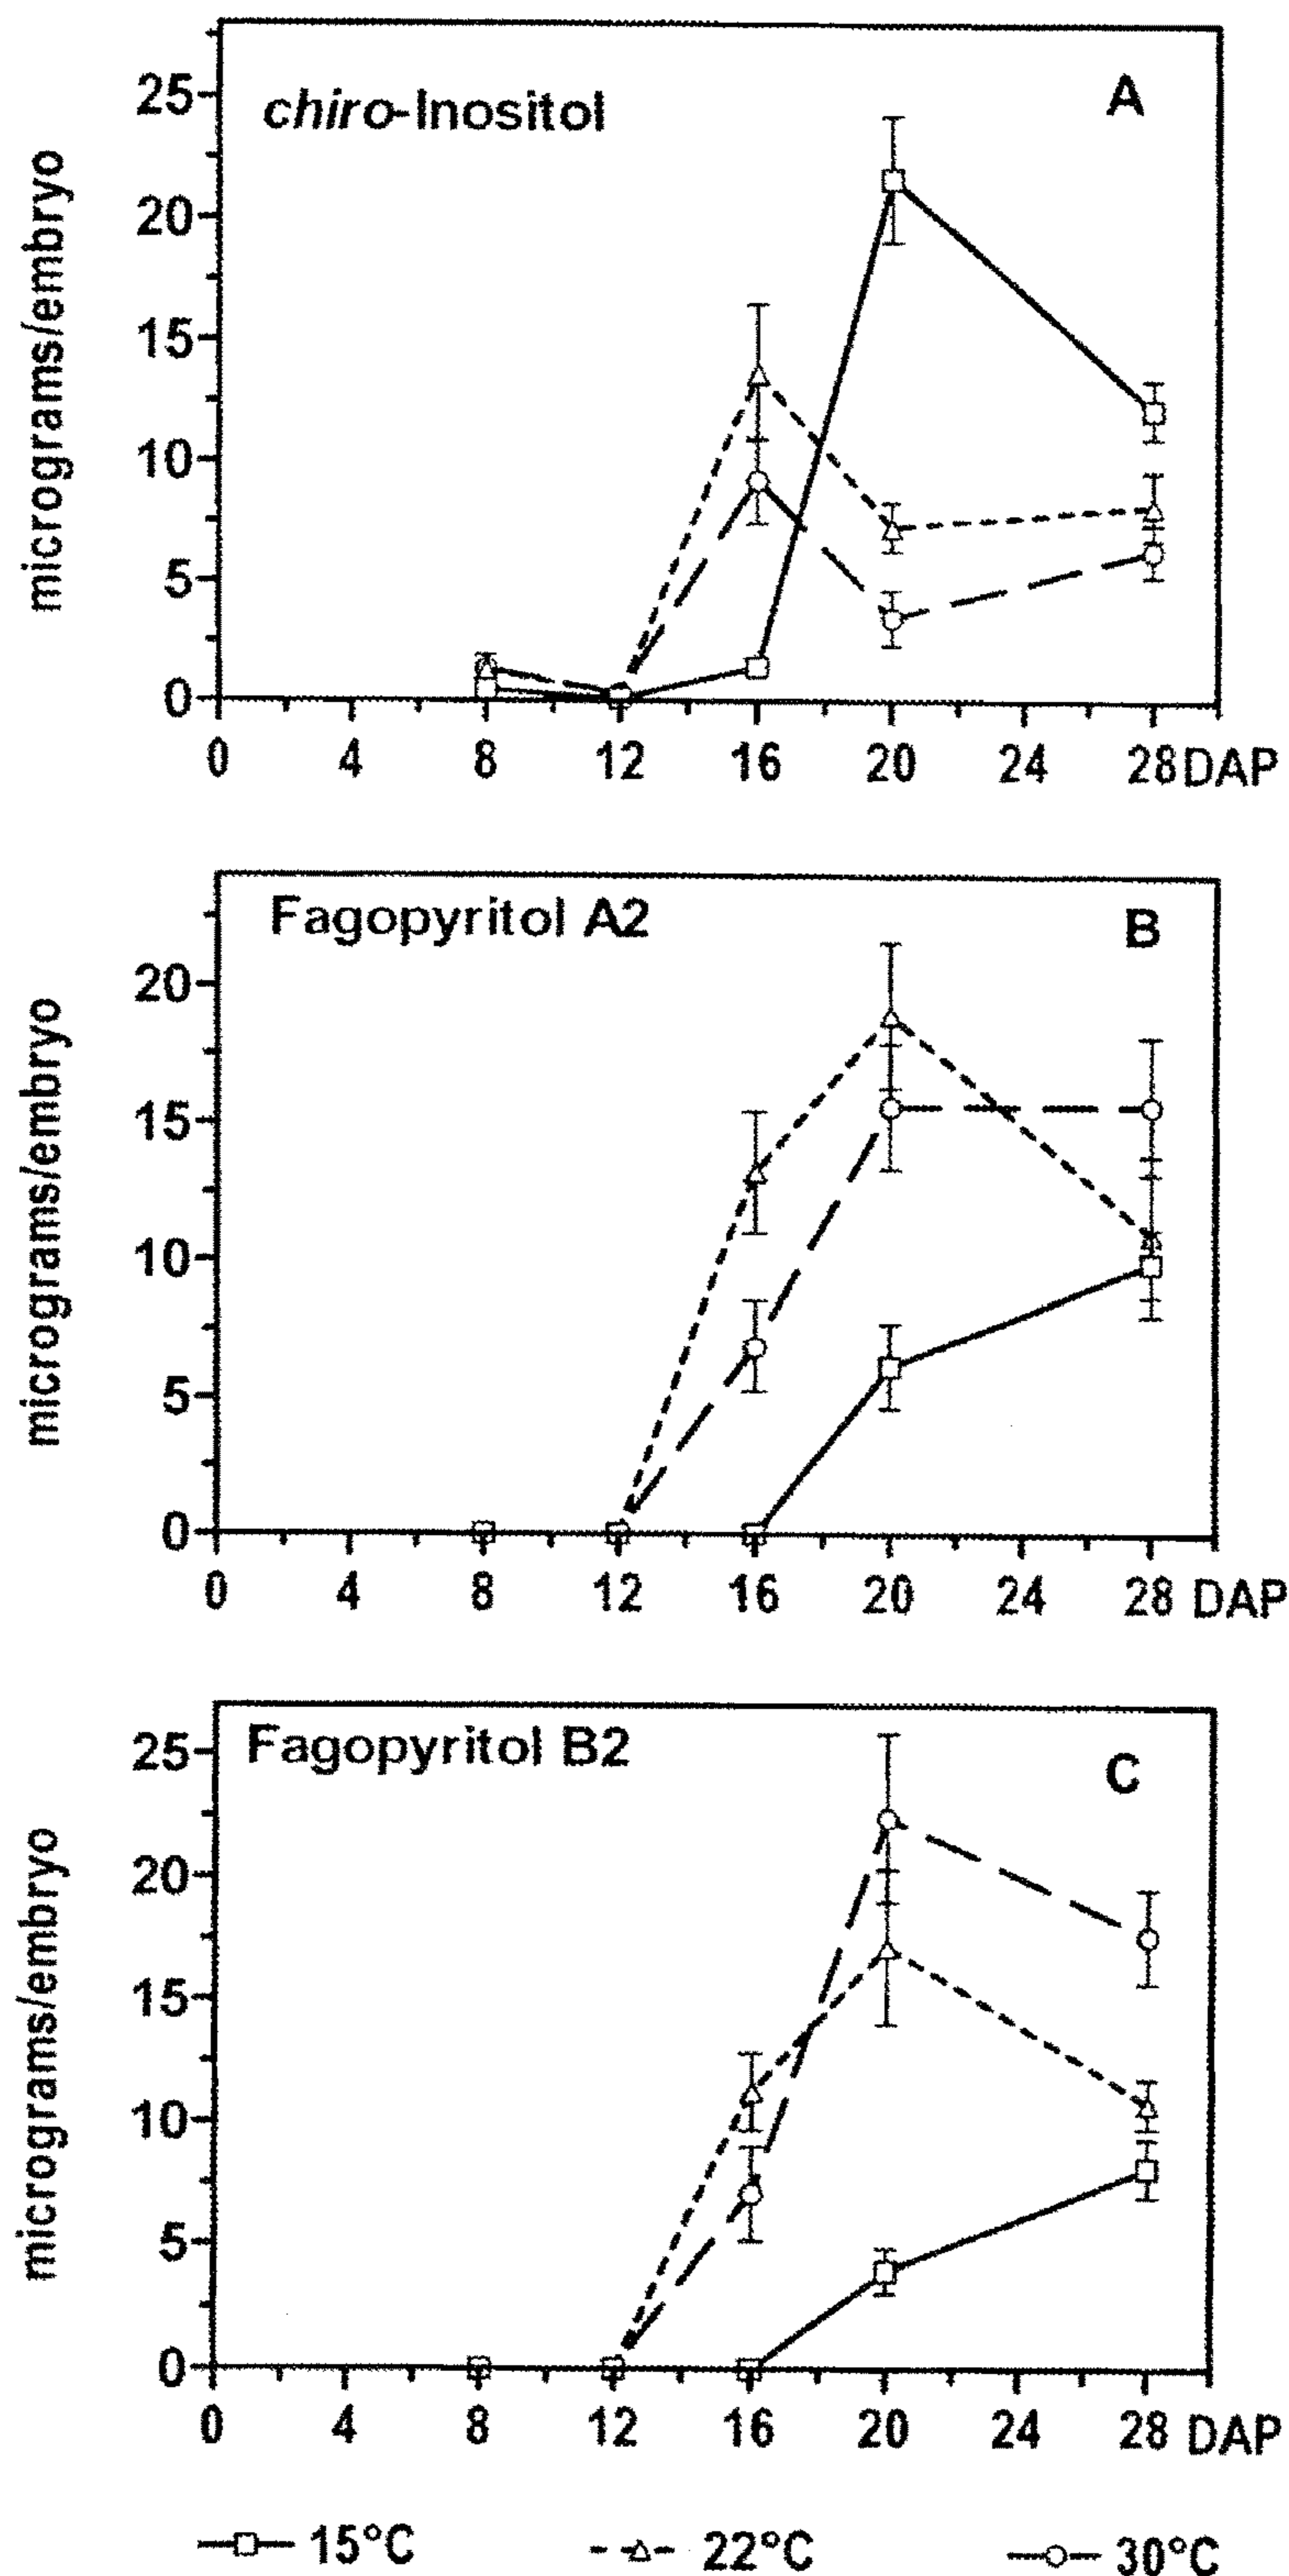 chiro-Inositol
A
microgram​s/embryo
25
20
15
10
5
0
0 4 8 12 16 20 24 28 DAP
Fagopyritol A2
B
micrograms/embryo
20
15
10
5
0
0 4 8 12 16 20 24 28 DAP
Fagopyritol B2
C
micrograms/embryo
25
20
15
10
5
0
0 4 8 12 16 20 24 28 DAP
15°C 22°C 30°C